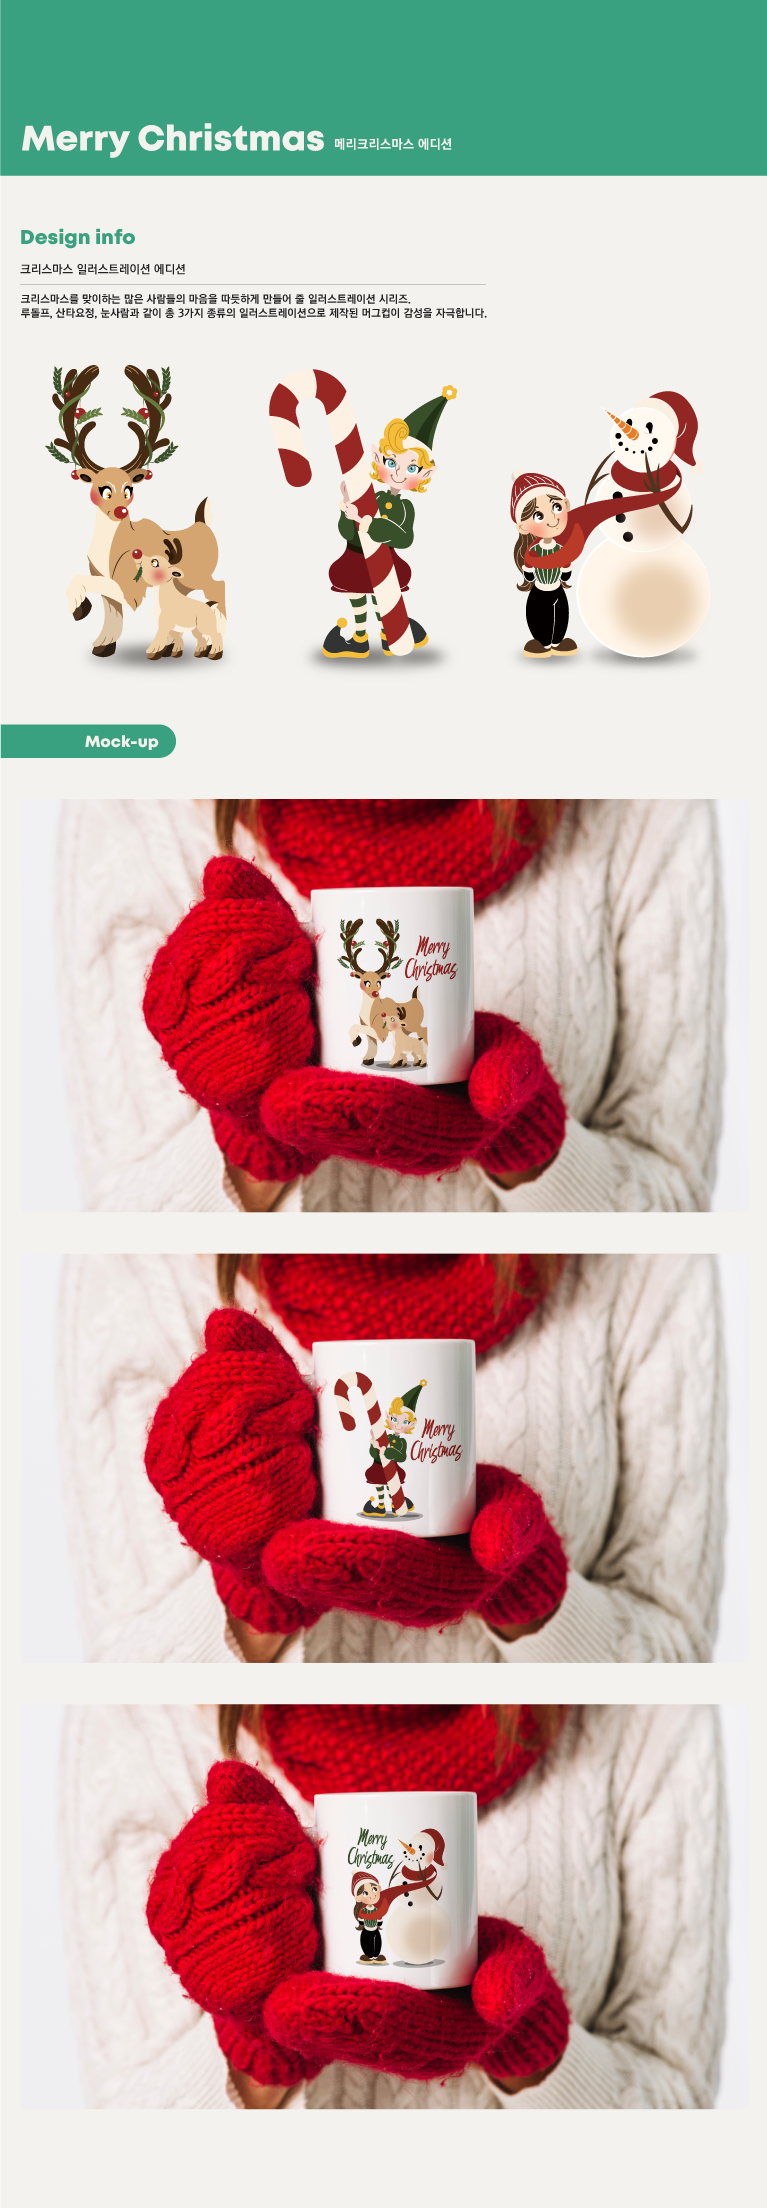 Merry Christmas 메리크리스마스 에디션
Design info
크리스마스 일러스트레이션 에디션
크리스마스를 맞이하는 많은 사람들의 마음을 따듯하게 만들어 줄 일러스트레이션 시리즈.
루돌프, 산타요정, 눈사람과 같이 총 3가지 종류의 일러스트레이션으로 제작된 머그컵이 감성을 자극합니다.
Mock-up
Merry
Christmas
Merry
Christmas
Merry
Christmas